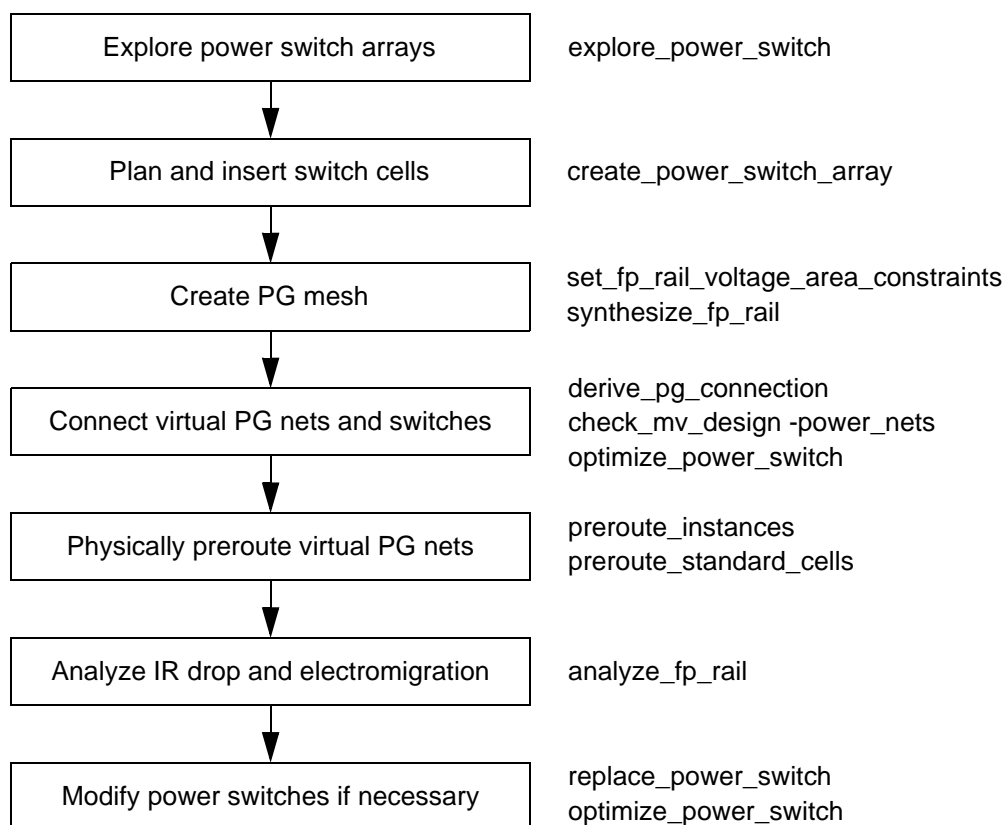 Explore power switch arrays
explore_power_switch
Plan and insert switch cells
create_power_switch_array
Create PG mesh
set_fp_rail_voltage_area_constraints
synthesize_fp_rail
Connect virtual PG nets and switches
derive_pg_connection
check_mv_design -power_nets
optimize_power_switch
Physically preroute virtual PG nets
preroute_instances
preroute_standard_cells
Analyze IR drop and electromigration
analyze_fp_rail
Modify power switches if necessary
replace_power_switch
optimize_power_switch